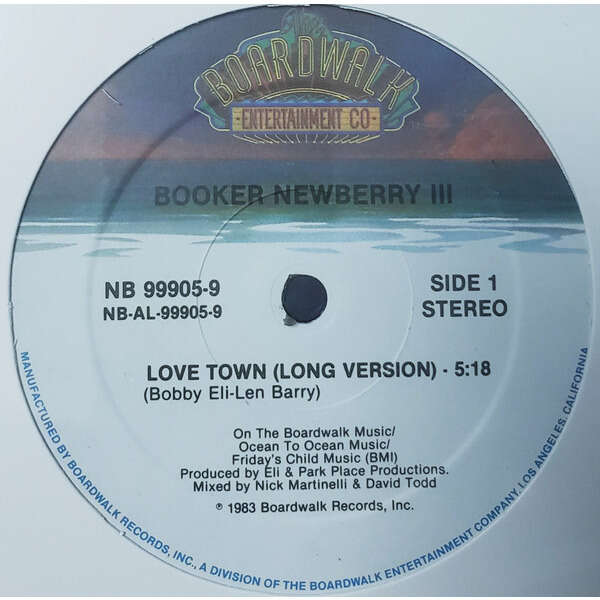 The
BOARDWALK
ENTERTAINMENT CO
BOOKER NEWBERRY III
NB 99905-9
NB-AL-99905-9
SIDE 1
STEREO
LOVE TOWN (LONG VERSION) - 5:18
(Bobby Eli-Len Barry)
On The Boardwalk Music/
Ocean To Ocean Music/
Friday's Child Music (BMI)
Produced by Eli & Park Place Productions.
Mixed by Nick Martinelli & David Todd
℗ 1983 Boardwalk Records, Inc.
MANUFACTURED BY BOARDWALK RECORDS, INC., A DIVISION OF THE BOARDWALK ENTERTAINMENT COMPANY, LOS ANGELES, CALIFORNIA